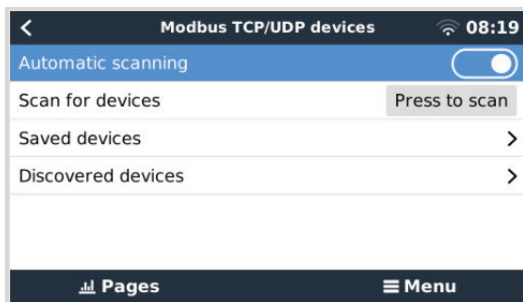 Modbus TCP/UDP devices 08:19
Automatic scanning
Scan for devices Press to scan
Saved devices
Discovered devices
Pages Menu